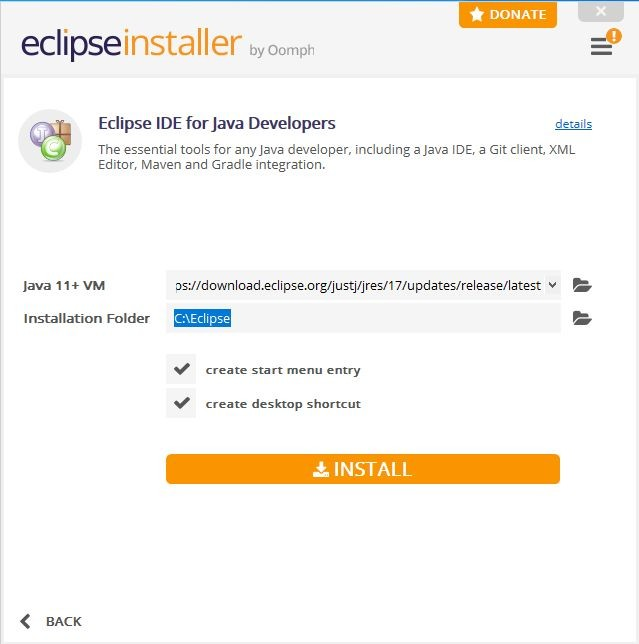 DONATE
eclipseinstaller by Oomph
Eclipse IDE for Java Developers
details
The essential tools for any Java developer, including a Java IDE, a Git client, XML
Editor, Maven and Gradle integration.
Java 11+ VM
ps://download.eclipse.org/justj/jres/17/updates/release/latest
Installation Folder
C:\Eclipse
create start menu entry
create desktop shortcut
INSTALL
BACK